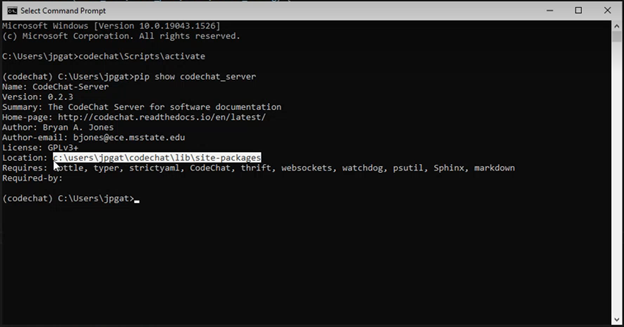 Select Command Prompt
Microsoft Windows [Version 10.0.19043.1526]
(c) Microsoft Corporation. All rights reserved.
C:\Users\jpgat>codechat\Scripts\activate
(codechat) C:\Users\jpgat>pip show codechat_server
Name: CodeChat-Server
Version: 0.2.3
Summary: The CodeChat Server for software documentation
Home-page: http://codechat.readthedocs.io/en/latest/
Author: Bryan A. Jones
Author-email: bjones@ece.msstate.edu
License: GPLv3+
Location: c:\users\jpgat\codechat\lib\site-packages
Requires: bottle, typer, strictyaml, CodeChat, thrift, websockets, watchdog, psutil, Sphinx, markdown
Required-by:
(codechat) C:\Users\jpgat>